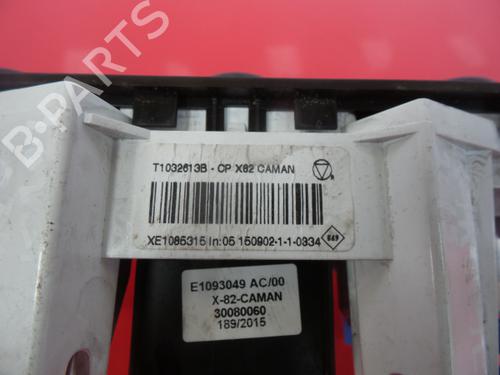 B-PARTS
T1032613B - CP X82 CAMAN
XE1085315 In:05 150902-1-1-0334
E1093049 AC/00
X-82-CAMAN
30080060
189/2015